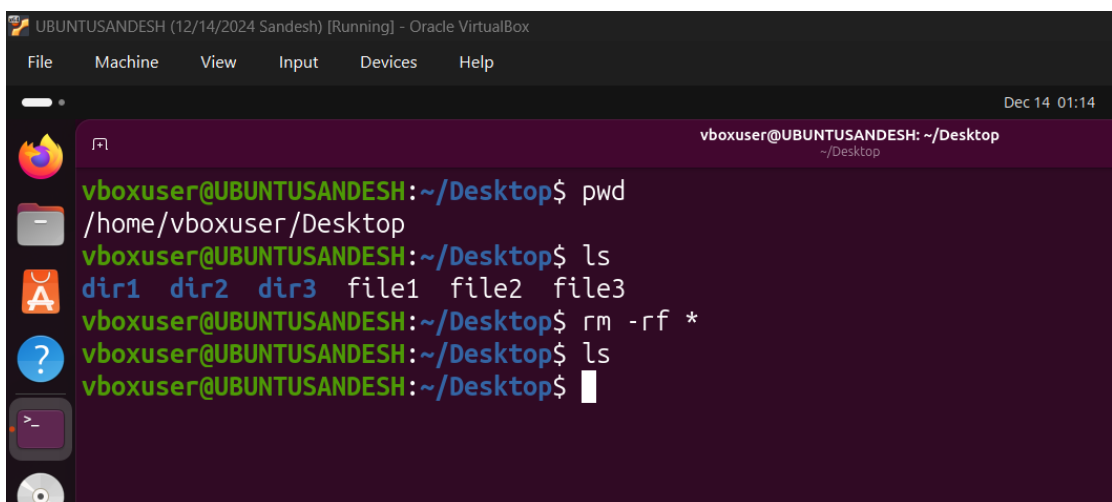 UBUNTUSANDESH (12/14/2024 Sandesh) [Running] - Oracle VirtualBox
File Machine View Input Devices Help
Dec 14 01:14
vboxuser@UBUNTUSANDESH: ~/Desktop
~/Desktop
vboxuser@UBUNTUSANDESH:~/Desktop$ pwd
/home/vboxuser/Desktop
vboxuser@UBUNTUSANDESH:~/Desktop$ ls
dir1 dir2 dir3 file1 file2 file3
vboxuser@UBUNTUSANDESH:~/Desktop$ rm -rf *
vboxuser@UBUNTUSANDESH:~/Desktop$ ls
vboxuser@UBUNTUSANDESH:~/Desktop$